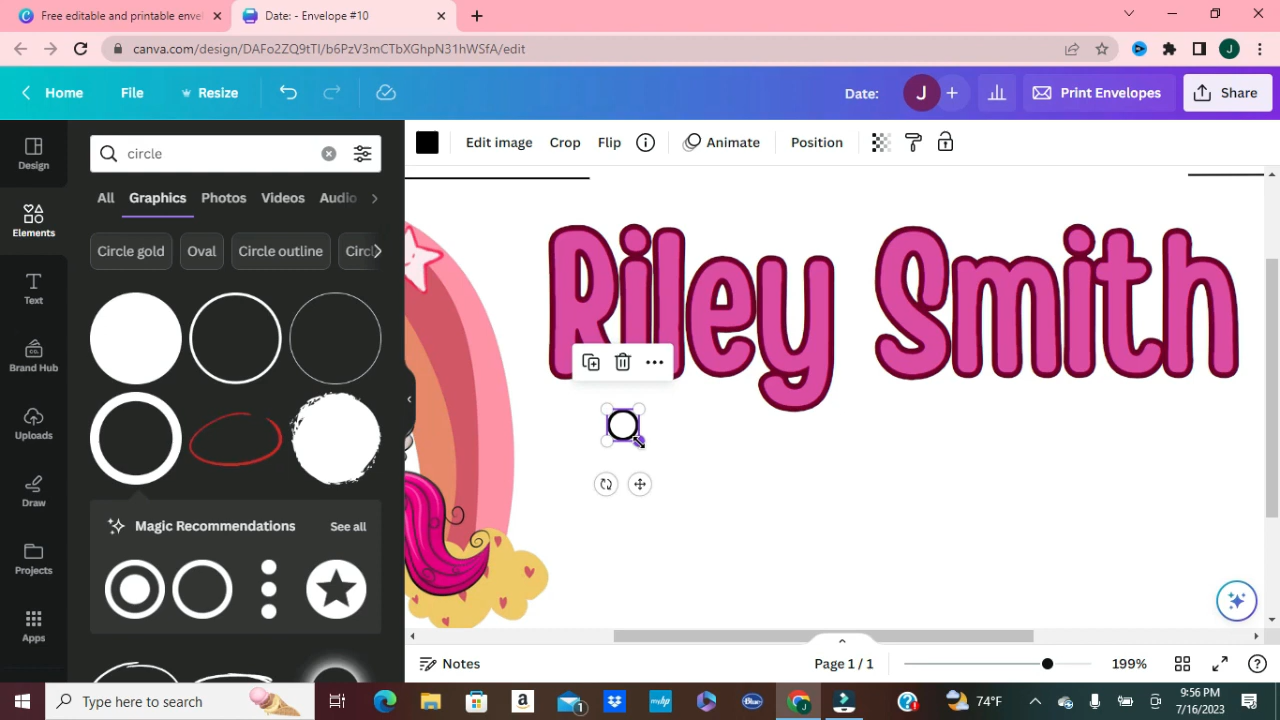 Free editable and printable enve
Date: - Envelope #10
canva.com/design/DAFo2ZQ9tTI/b6PzV3mCTbXGhpN31hWSfA/edit
J
Home
File
Resize
Date:
J
Print Envelopes
Share
Design
Elements
Text
Brand Hub
Uploads
Draw
Projects
Apps
circle
All
Graphics
Photos
Videos
Audio
Circle gold
Oval
Circle outline
Circl
Magic Recommendations
See all
Edit image
Crop
Flip
Animate
Position
Riley Smith
Notes
Page 1 / 1
199%
Type here to search
74°F
9:56 PM
7/16/2023